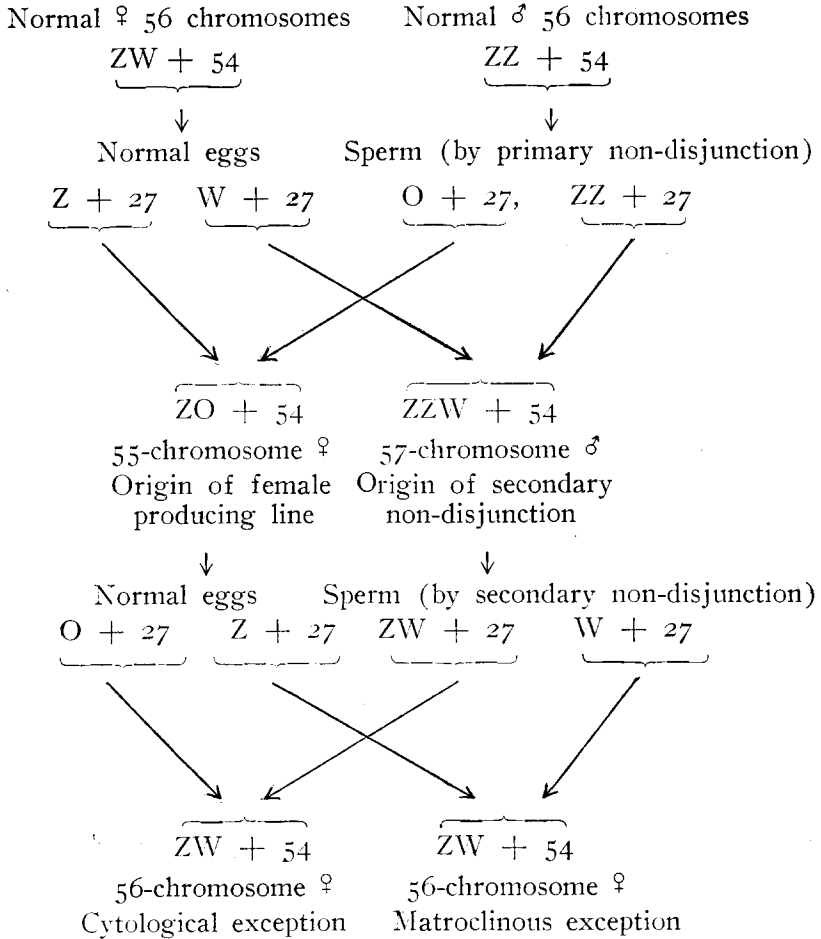 Normal ♀ 56 chromosomes Normal ♂ 56 chromosomes
ZW + 54 ZZ + 54
Normal eggs Sperm (by primary non-disjunction)
Z + 27 W + 27 O + 27, ZZ + 27
ZO + 54 ZZW + 54
55-chromosome ♀ 57-chromosome ♂
Origin of female Origin of secondary
producing line non-disjunction
Normal eggs Sperm (by secondary non-disjunction)
O + 27 Z + 27 ZW + 27 W + 27
ZW + 54 ZW + 54
56-chromosome ♀ 56-chromosome ♀
Cytological exception Matroclinous exception